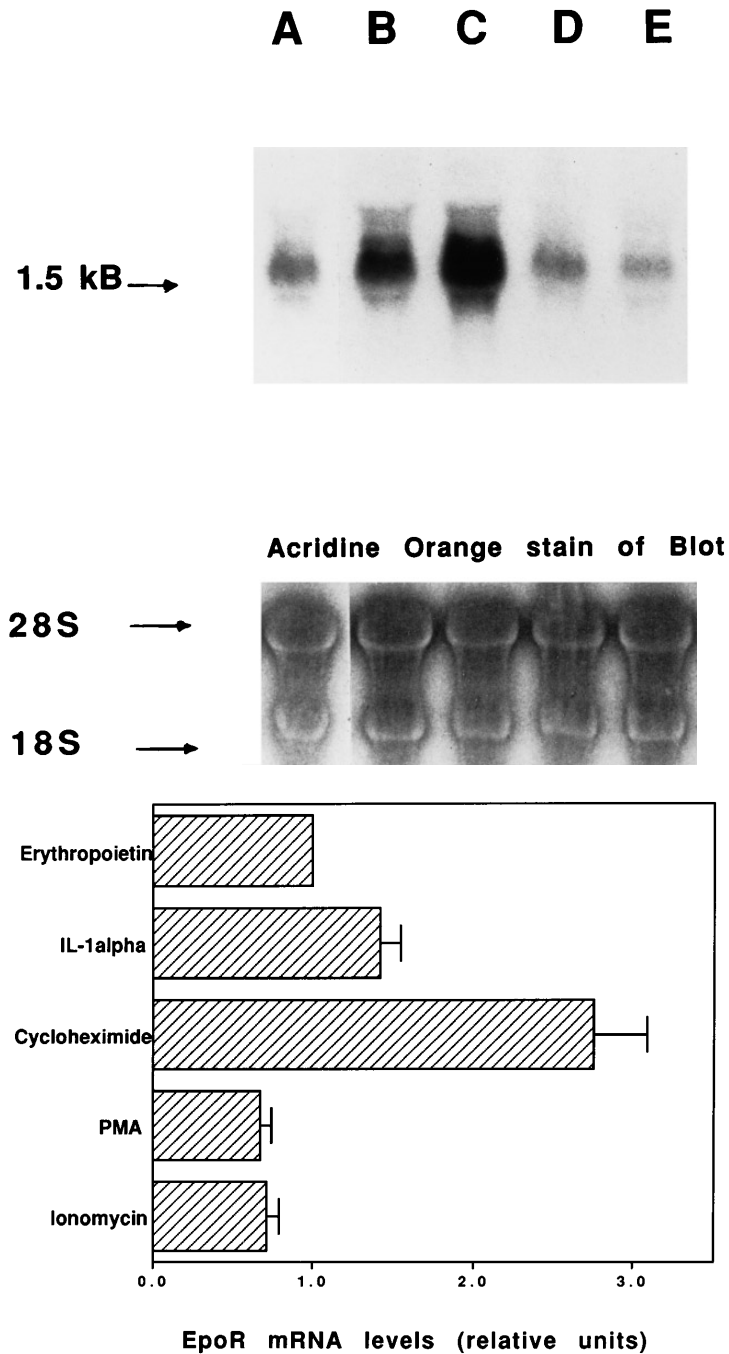 A B C D E
1.5 kB
Acridine Orange stain of Blot
28S
18S
Erythropoietin
IL-1alpha
Cycloheximide
PMA
Ionomycin
0.0 1.0 2.0 3.0
EpoR mRNA levels (relative units)